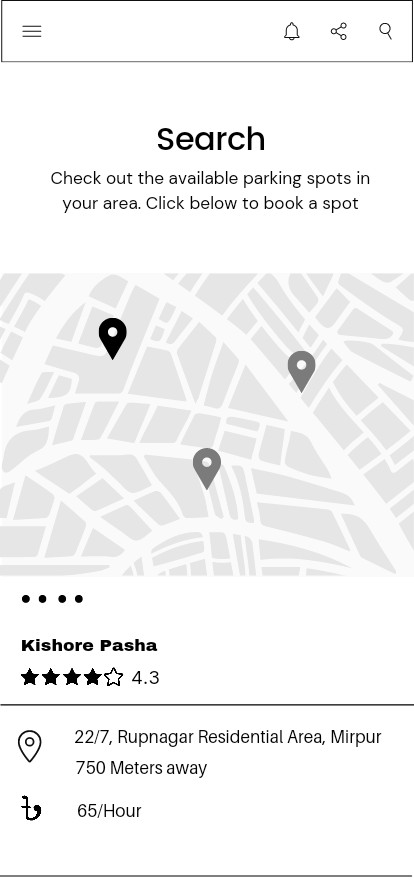 Search
Check out the available parking spots in
your area. Click below to book a spot
Kishore Pasha
4.3
22/7, Rupnagar Residential Area, Mirpur
750 Meters away
৳ 65/Hour